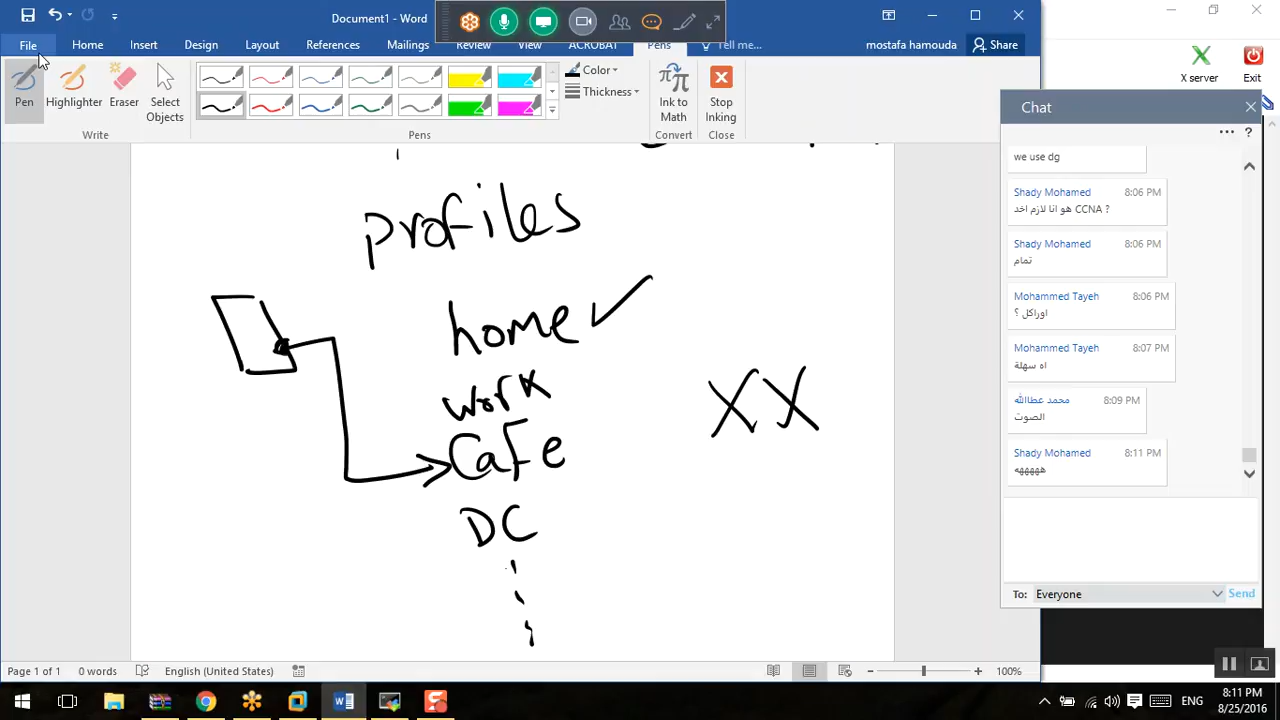 Document1 - Word
File
Home
Insert
Design
Layout
References
Mailings
Review
View
ACROBAT
Pens
Tell me...
mostafa hamouda
Share
Pen
Highlighter
Eraser
Select Objects
Write
Pens
Color
Thickness
Ink to Math
Convert
Stop Inking
Close
X server
Exit
profiles
home
work
Cafe
DC
XX
Chat
we use dg
Shady Mohamed 8:06 PM
هو انا لازم اخد CCNA ?
Shady Mohamed 8:06 PM
تمام
Mohammed Tayeh 8:06 PM
اوراكل ؟
Mohammed Tayeh 8:07 PM
اه سهلة
محمد عطاالله 8:09 PM
الصوت
Shady Mohamed 8:11 PM
ههههه
To: Everyone
Send
Page 1 of 1
0 words
English (United States)
100%
ENG
8:11 PM
8/25/2016